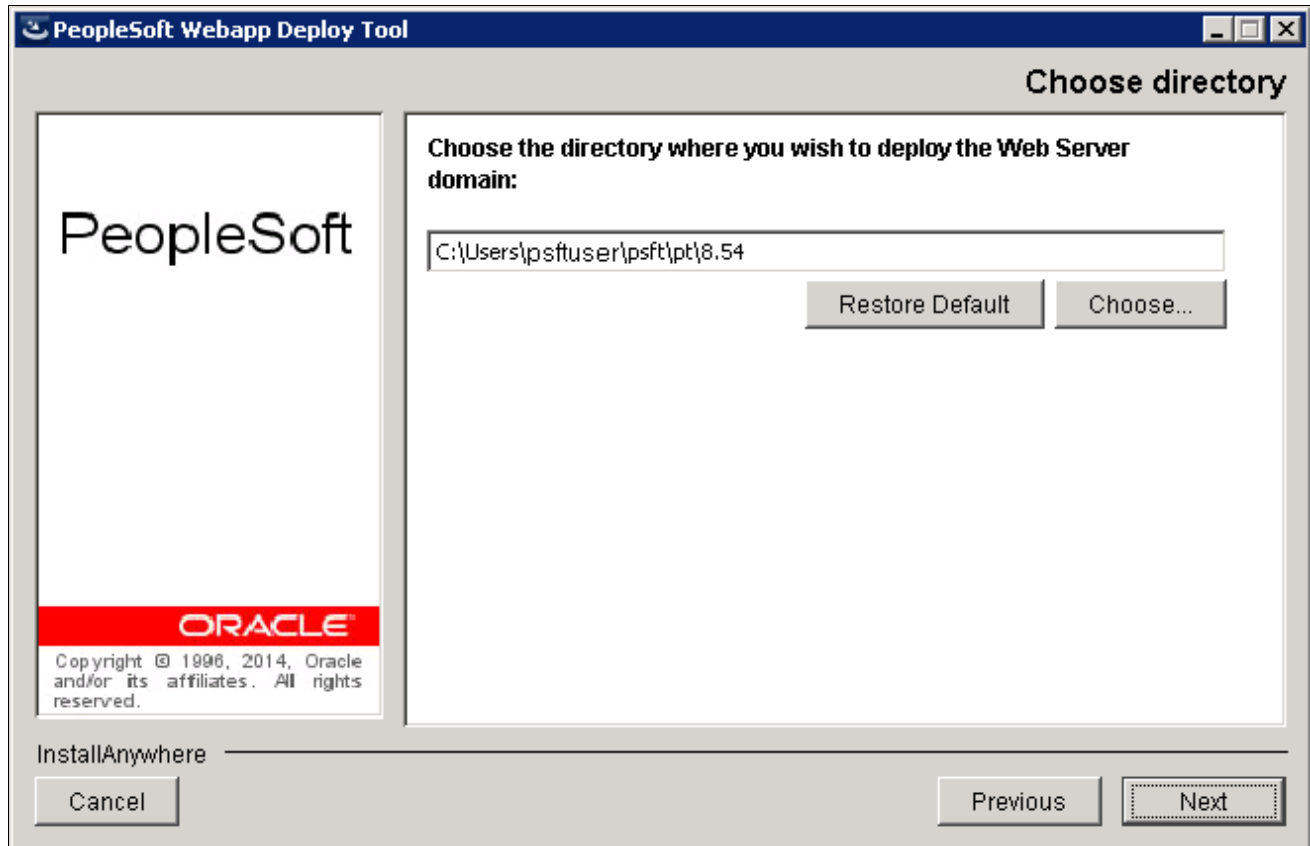 PeopleSoft Webapp Deploy Tool
Choose directory
PeopleSoft
ORACLE
Copyright © 1996, 2014, Oracle
and/or its affiliates. All rights
reserved.
Choose the directory where you wish to deploy the Web Server
domain:
C:\Users\psftuser\psft\pt\8.54
Restore Default
Choose...
InstallAnywhere
Cancel
Previous
Next